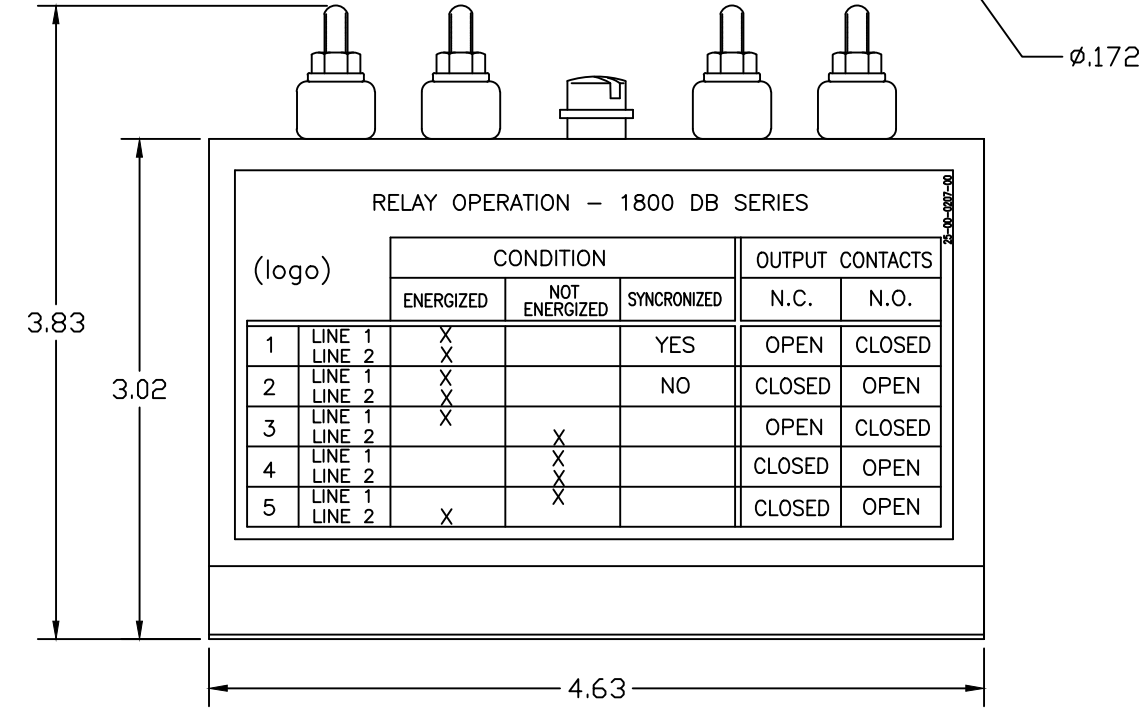 ø.172
RELAY OPERATION – 1800 DB SERIES
25-00-0207-00
(logo)
CONDITION
OUTPUT CONTACTS
ENERGIZED
NOT
ENERGIZED
SYNCRONIZED
N.C.
N.O.
1
LINE 1 X
LINE 2 X
YES
OPEN
CLOSED
2
LINE 1 X
LINE 2 X
NO
CLOSED
OPEN
3
LINE 1 X
LINE 2 X
OPEN
CLOSED
4
LINE 1 X
LINE 2 X
CLOSED
OPEN
5
LINE 1 X
LINE 2 X
CLOSED
OPEN
3.83
3.02
4.63